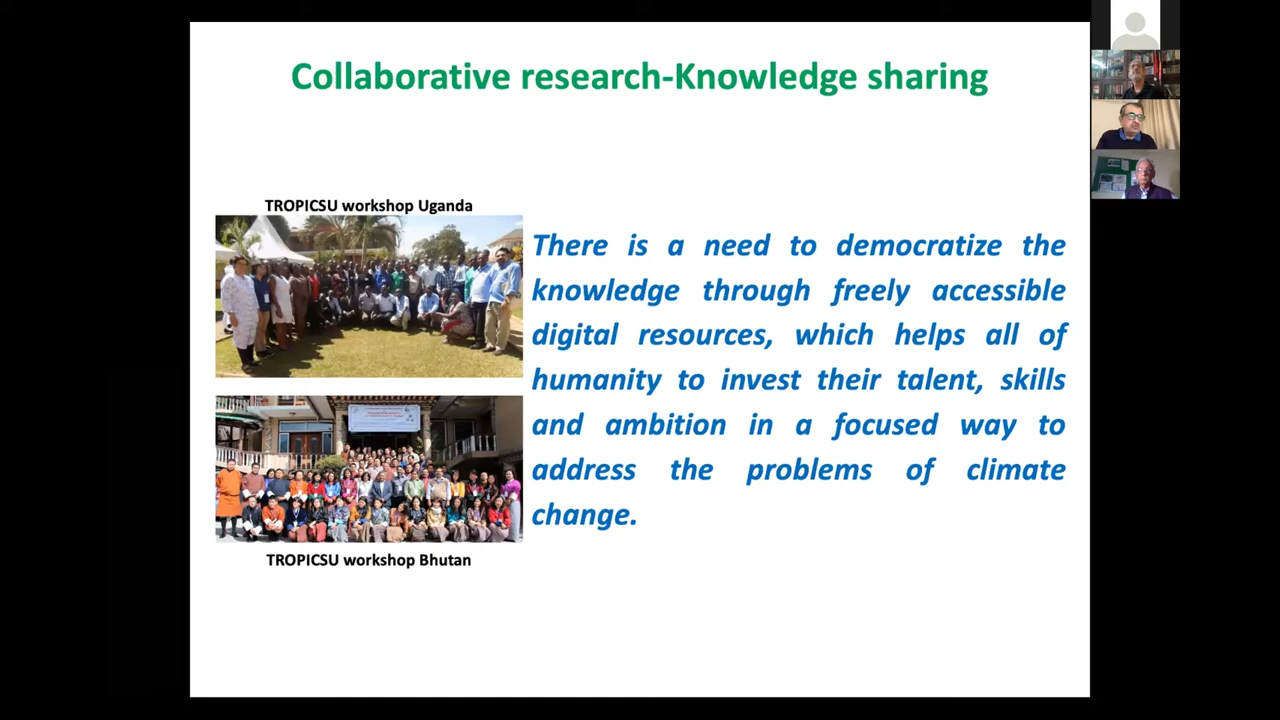 Collaborative research-Knowledge sharing
TROPICSU workshop Uganda
There is a need to democratize the
knowledge through freely accessible
digital resources, which helps all of
humanity to invest their talent, skills
and ambition in a focused way to
address the problems of climate
change.
TROPICSU workshop Bhutan